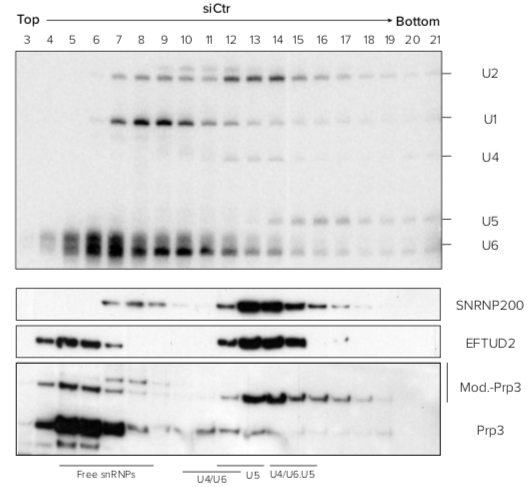 siCtr
Top Bottom
3 4 5 6 7 8 9 10 11 12 13 14 15 16 17 18 19 20 21
U2
U1
U4
U5
U6
SNRNP200
EFTUD2
Mod.-Prp3
Prp3
Free snRNPs U4/U6 U5 U4/U6.U5